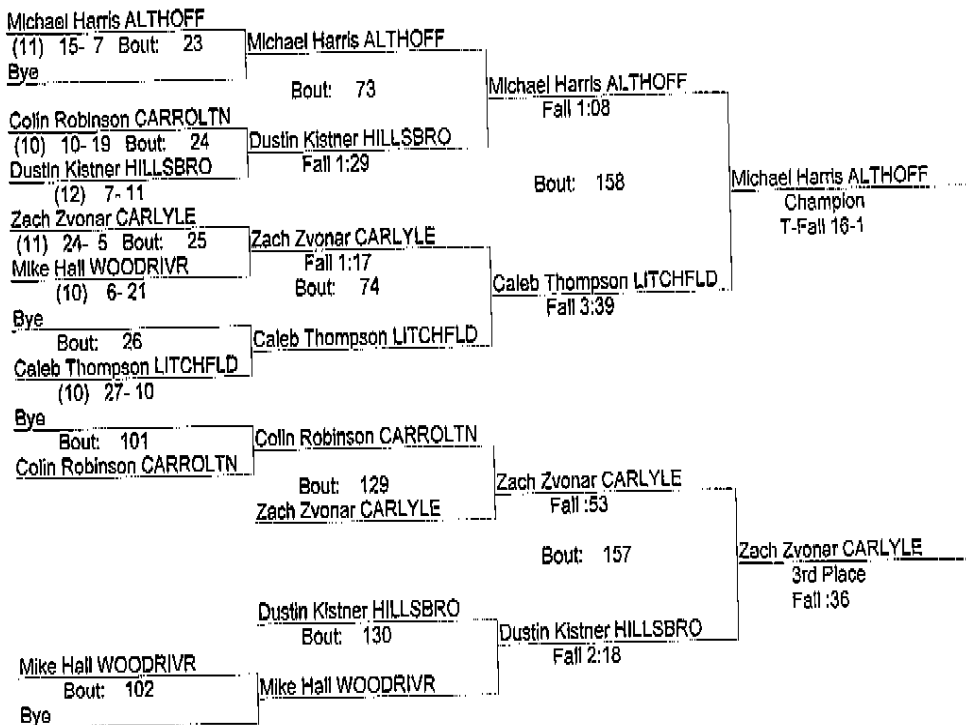 Michael Harris ALTHOFF
(11) 15- 7 Bout: 23
Bye
Michael Harris ALTHOFF
Bout: 73
Michael Harris ALTHOFF
Fall 1:08
Colin Robinson CARROLTN
(10) 10- 19 Bout: 24
Dustin Kistner HILLSBRO
(12) 7- 11
Dustin Kistner HILLSBRO
Fall 1:29
Bout: 158
Michael Harris ALTHOFF
Champion
T-Fall 16-1
Zach Zvonar CARLYLE
(11) 24- 5 Bout: 25
Mike Hall WOODRIVR
(10) 6- 21
Zach Zvonar CARLYLE
Fall 1:17
Bout: 74
Caleb Thompson LITCHFLD
Fall 3:39
Bye
Bout: 26
Caleb Thompson LITCHFLD
(10) 27- 10
Caleb Thompson LITCHFLD
Bye
Bout: 101
Colin Robinson CARROLTN
Colin Robinson CARROLTN
Bout: 129
Zach Zvonar CARLYLE
Zach Zvonar CARLYLE
Fall :53
Bout: 157
Zach Zvonar CARLYLE
3rd Place
Fall :36
Dustin Kistner HILLSBRO
Bout: 130
Dustin Kistner HILLSBRO
Fall 2:18
Mike Hall WOODRIVR
Bout: 102
Bye
Mike Hall WOODRIVR